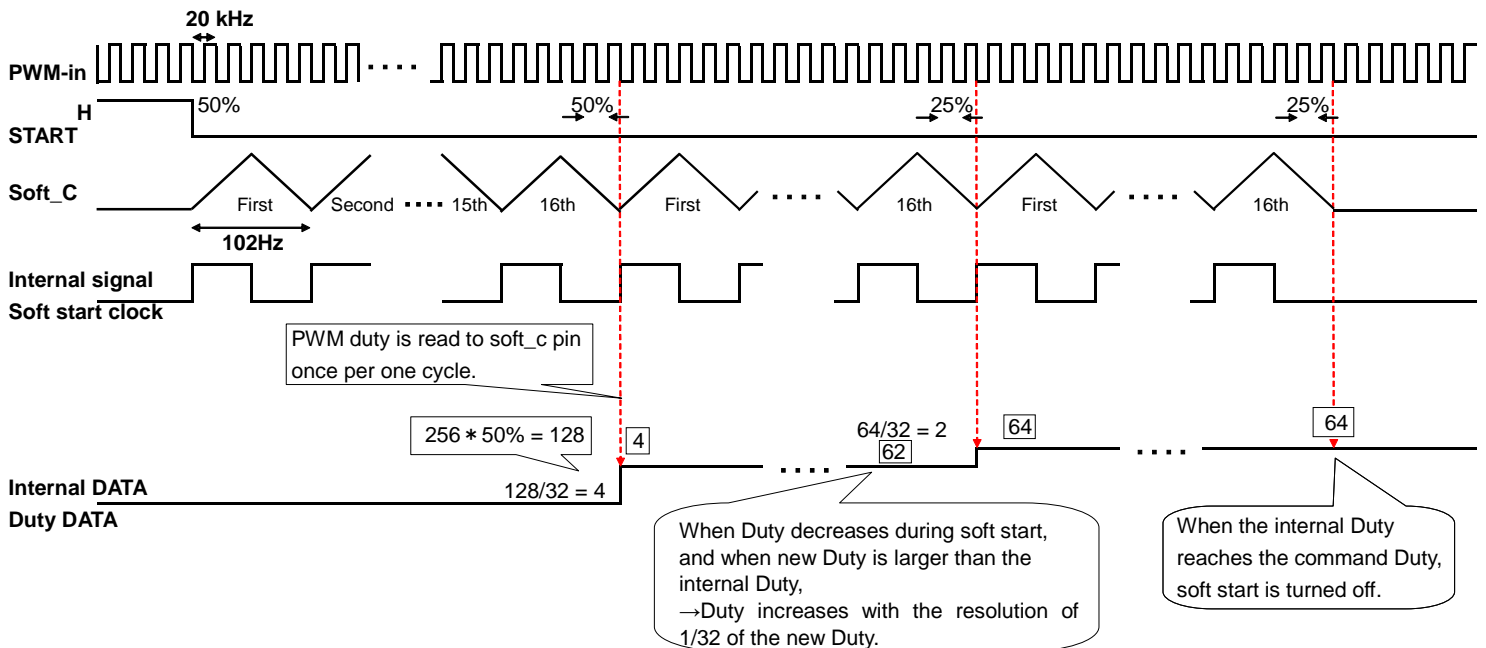 20 kHz
PWM-in
H
50%
50%
25%
25%
START
Soft_C
First
Second
15th
16th
First
16th
First
16th
102Hz
Internal signal
Soft start clock
PWM duty is read to soft_c pin
once per one cycle.
256 * 50% = 128
4
64/32 = 2
62
64
64
Internal DATA
128/32 = 4
Duty DATA
When Duty decreases during soft start,
and when new Duty is larger than the
internal Duty,
→Duty increases with the resolution of
1/32 of the new Duty.
When the internal Duty
reaches the command Duty,
soft start is turned off.